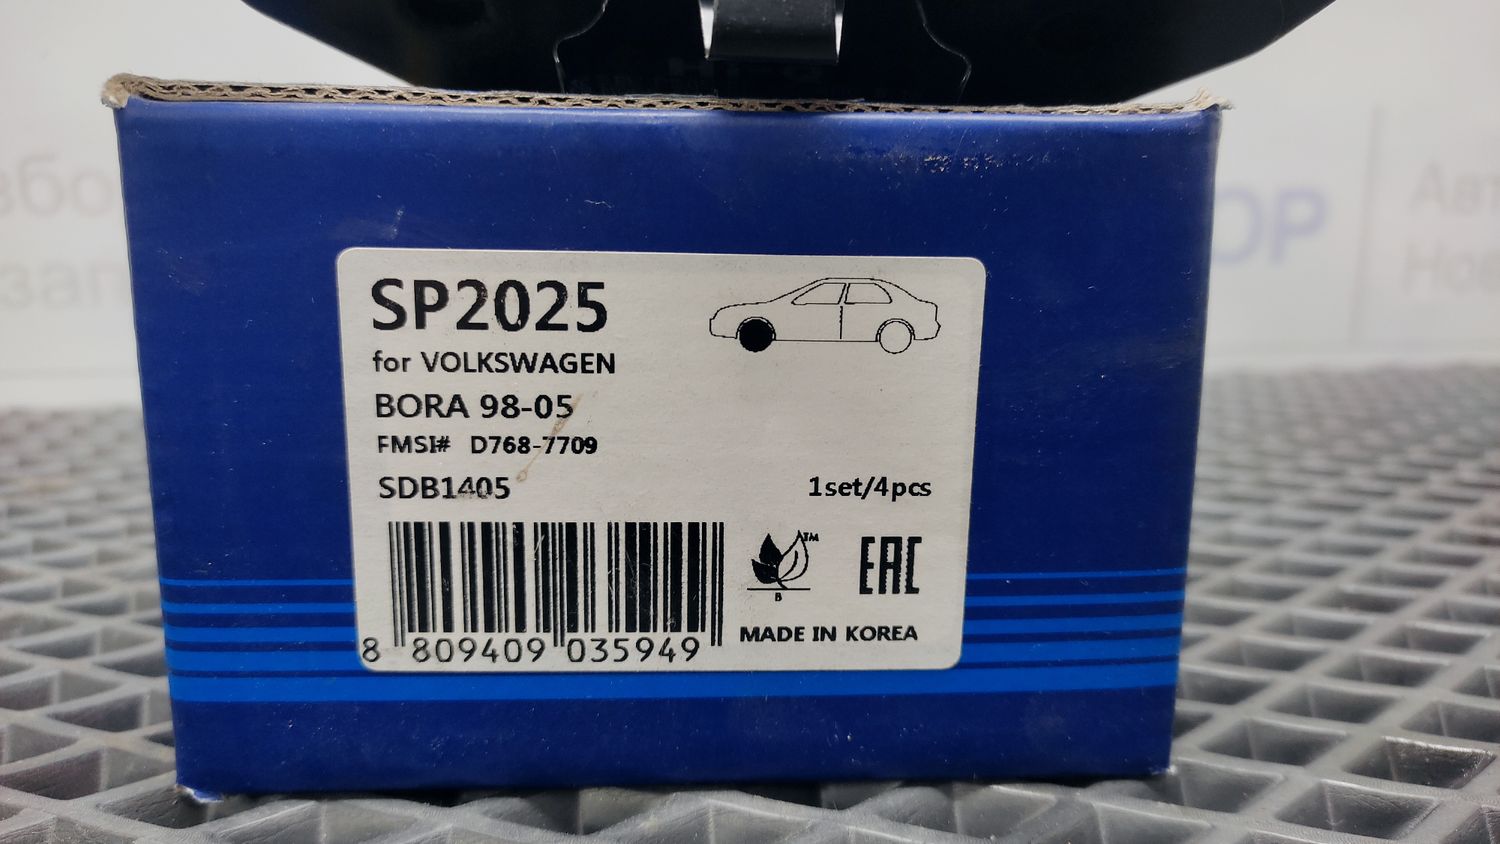 SP2025
for VOLKSWAGEN
BORA 98-05
FMSI# D768-7709
SDB1405
1set/4pcs
TM
B
EAC
MADE IN KOREA
8 809409 035949